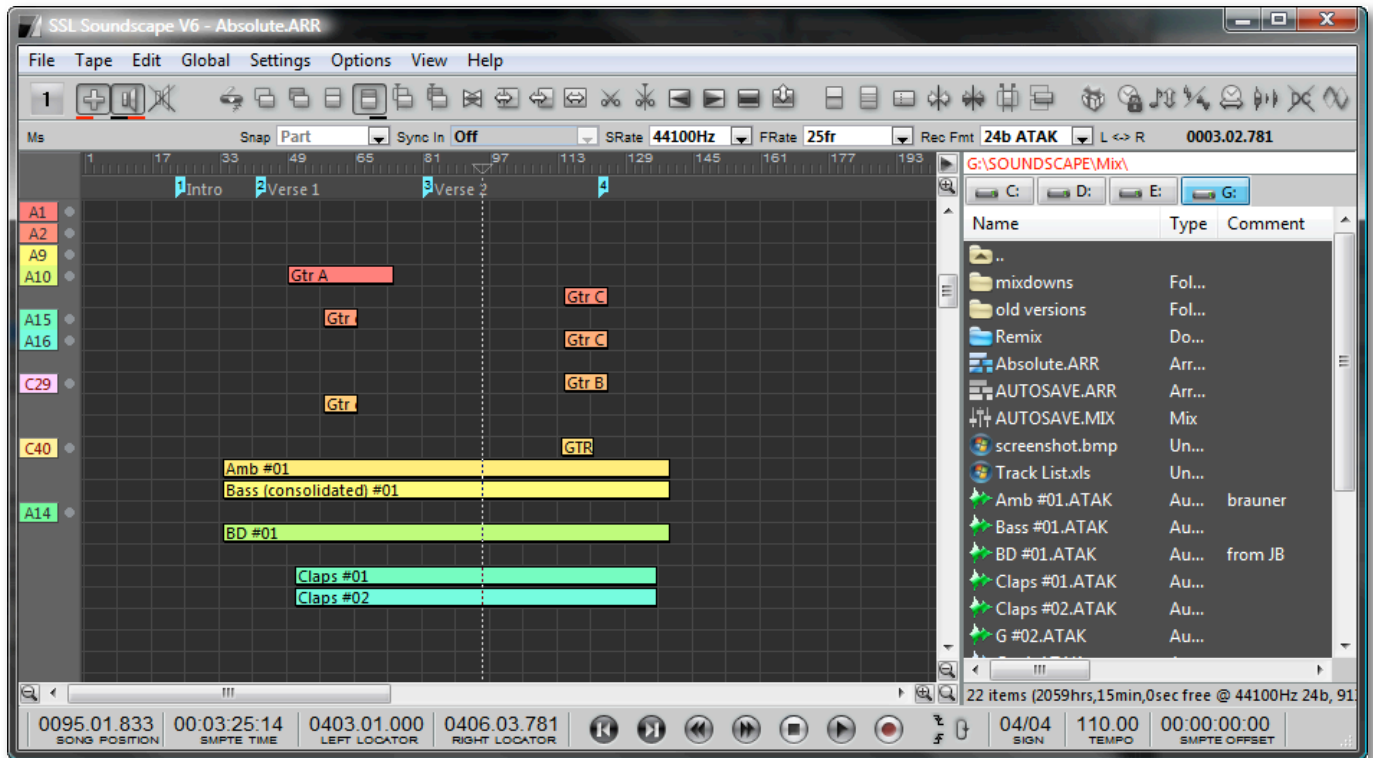 SSL Soundscape V6 - Absolute.ARR
File Tape Edit Global Settings Options View Help
1
Ms Snap Part Sync In Off SRate 44100Hz FRate 25fr Rec Fmt 24b ATAK L <-> R 0003.02.781
1 17 33 49 65 81 97 113 129 145 161 177 193
1 Intro 2 Verse 1 3 Verse 2 4
A1
A2
A9
A10 Gtr A
Gtr C
A15 Gtr
A16 Gtr C
C29 Gtr B
Gtr
C40 GTR
Amb #01
Bass (consolidated) #01
A14
BD #01
Claps #01
Claps #02
G:\SOUNDSCAPE\Mix\
C: D: E: G:
Name Type Comment
..
mixdowns Fol...
old versions Fol...
Remix Do...
Absolute.ARR Arr...
AUTOSAVE.ARR Arr...
AUTOSAVE.MIX Mix
screenshot.bmp Un...
Track List.xls Un...
Amb #01.ATAK Au... brauner
Bass #01.ATAK Au...
BD #01.ATAK Au... from JB
Claps #01.ATAK Au...
Claps #02.ATAK Au...
G #02.ATAK Au...
22 items (2059hrs,15min,0sec free @ 44100Hz 24b,
0095.01.833 00:03:25:14 0403.01.000 0406.03.781 04/04 110.00 00:00:00:00
SONG POSITION SMPTE TIME LEFT LOCATOR RIGHT LOCATOR SIGN TEMPO SMPTE OFFSET